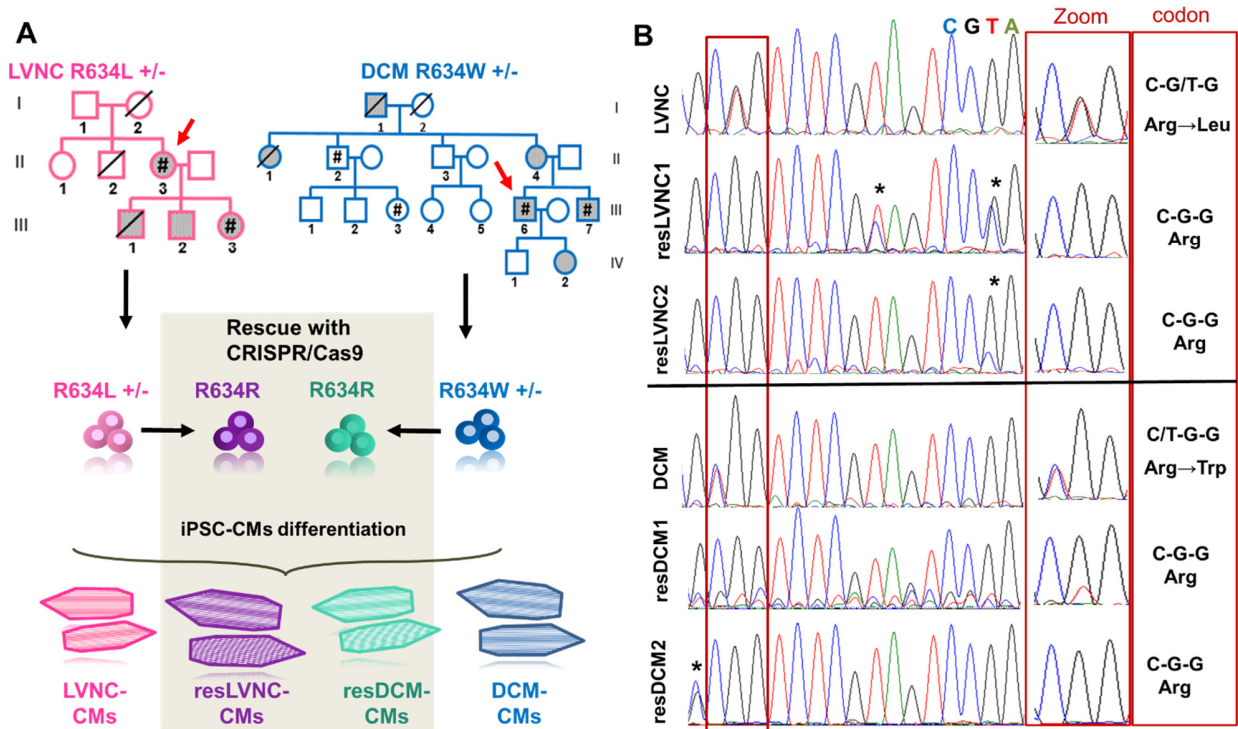 A
LVNC R634L +/-
DCM R634W +/-
I
1
2
II
1
2
#
3
III
1
2
#
3
I
1
2
II
1
#
2
3
4
III
1
2
#
3
4
5
#
6
#
7
IV
1
2
Rescue with
CRISPR/Cas9
R634L +/-
R634R
R634R
R634W +/-
iPSC-CMs differentiation
LVNC-
CMs
resLVNC-
CMs
resDCM-
CMs
DCM-
CMs
B
C G T A
Zoom
codon
LVNC
C-G/T-G
Arg→Leu
resLVNC1
*
*
C-G-G
Arg
resLVNC2
*
C-G-G
Arg
DCM
C/T-G-G
Arg→Trp
resDCM1
C-G-G
Arg
resDCM2
*
C-G-G
Arg